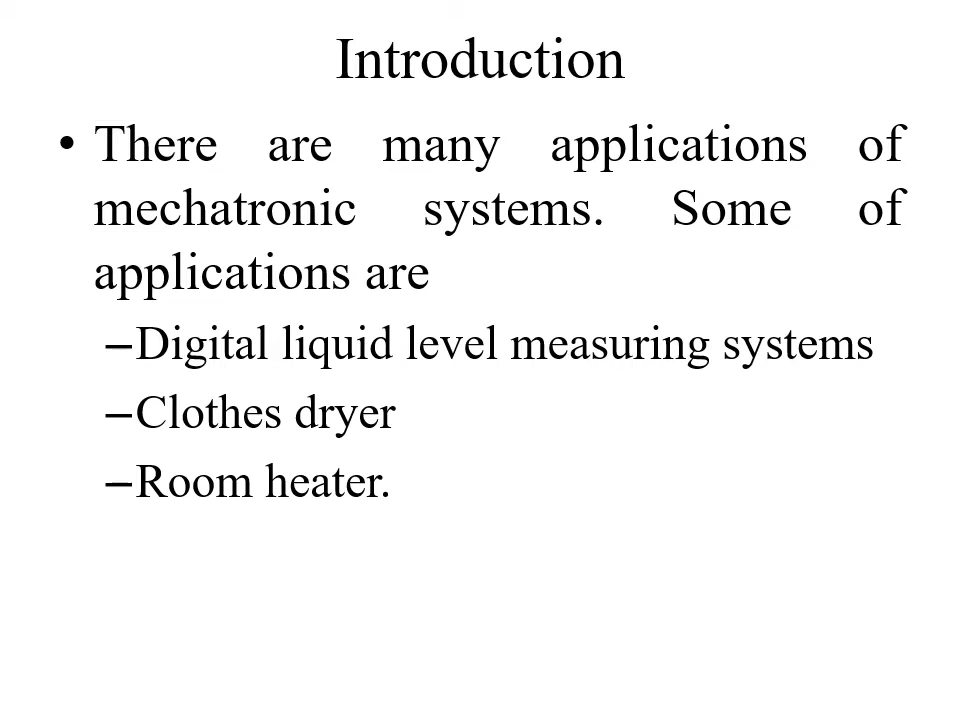 Introduction
• There are many applications of
mechatronic systems. Some of
applications are
–Digital liquid level measuring systems
–Clothes dryer
–Room heater.